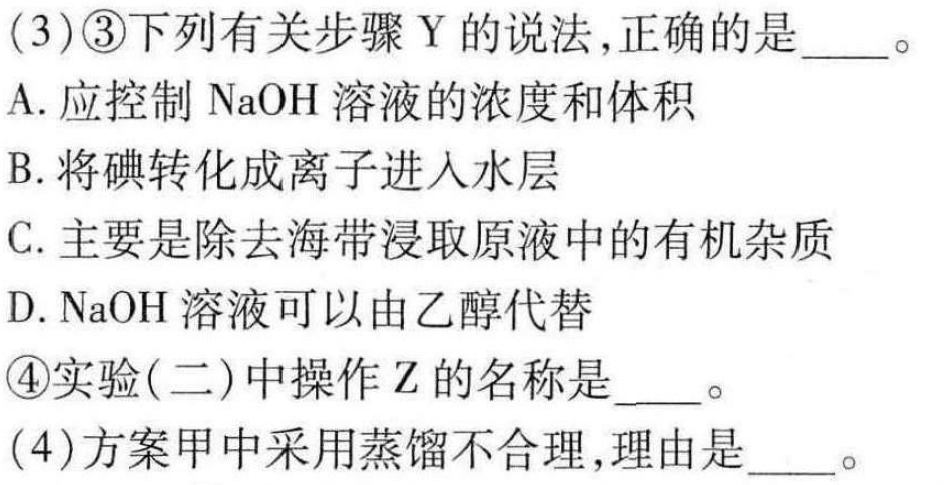 (3)③下列有关步骤 Y 的说法,正确的是____。
A. 应控制 NaOH 溶液的浓度和体积
B. 将碘转化成离子进入水层
C. 主要是除去海带浸取原液中的有机杂质
D. NaOH 溶液可以由乙醇代替
④实验(二)中操作 Z 的名称是____。
(4)方案甲中采用蒸馏不合理,理由是____。